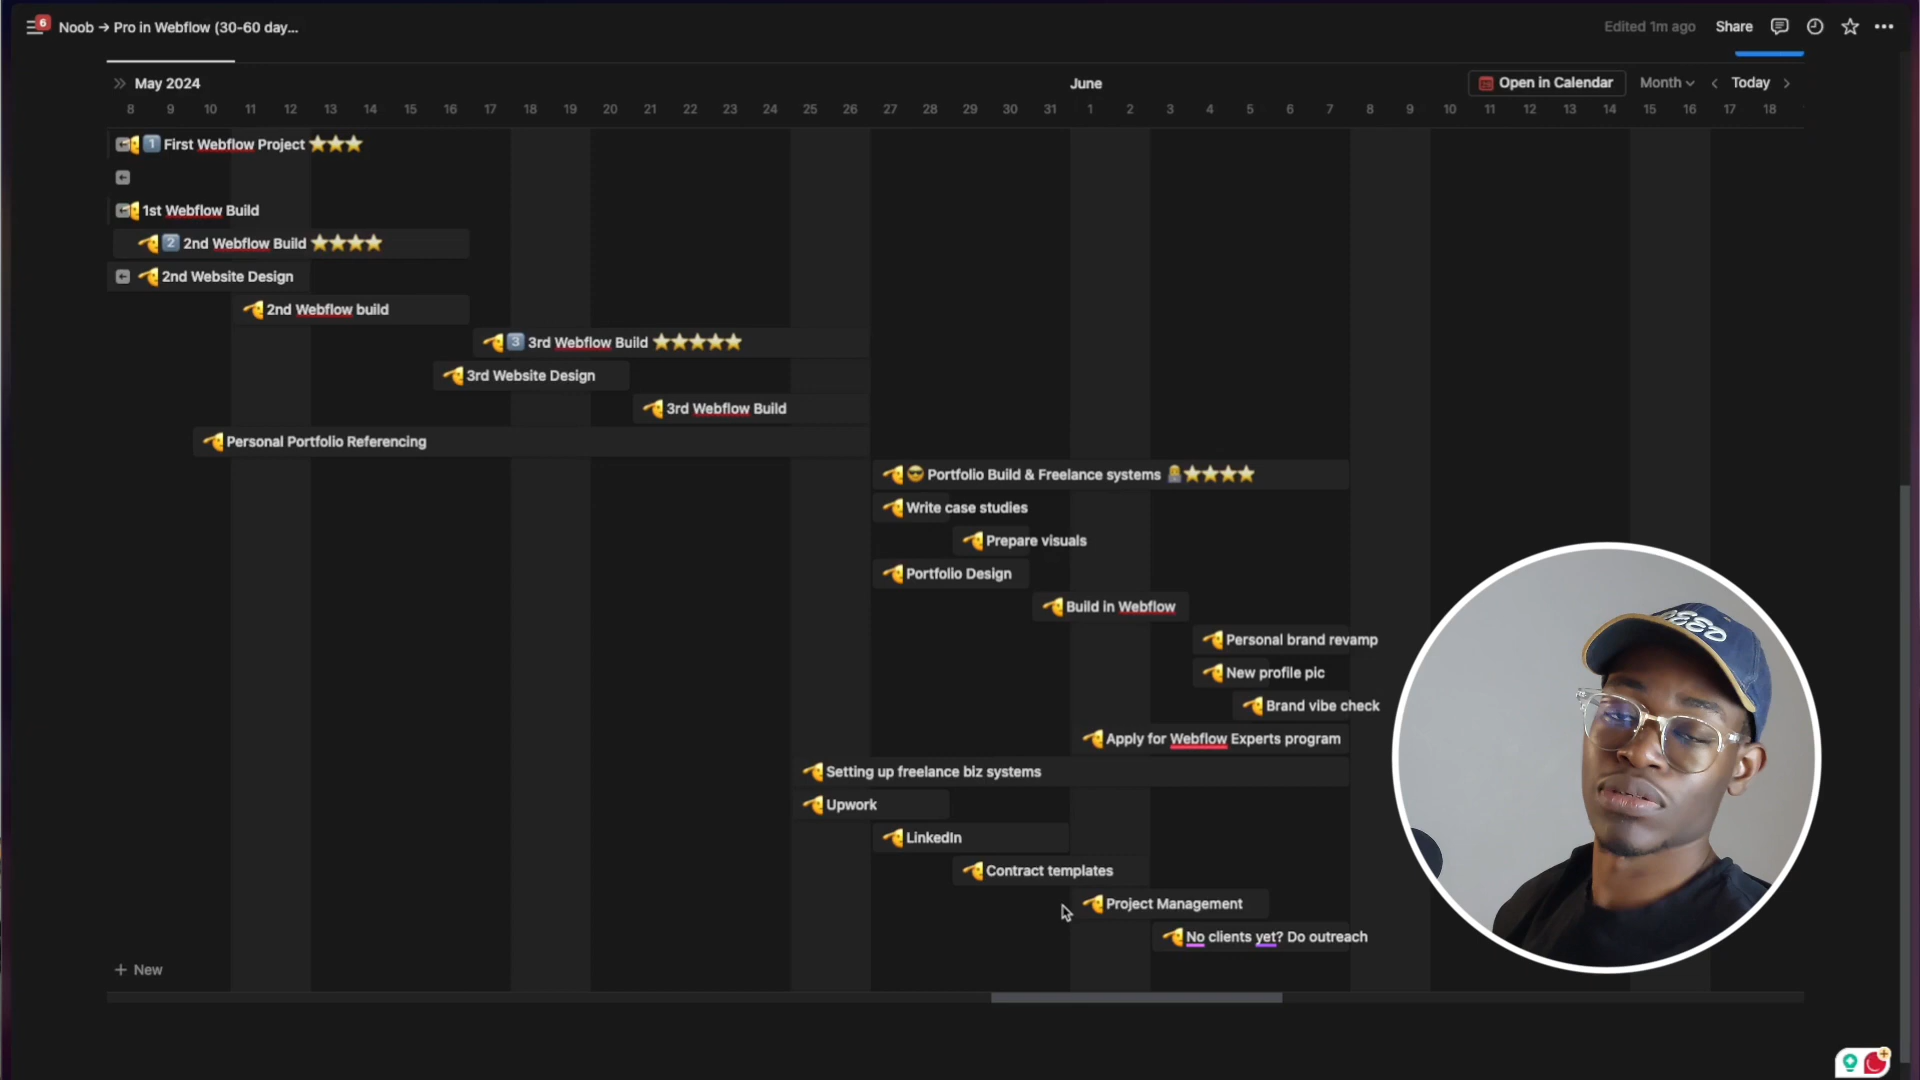 6
Noob → Pro in Webflow (30-60 day...
Edited 1m ago
Share
May 2024
June
Open in Calendar
Month
Today
8 9 10 11 12 13 14 15 16 17 18 19 20 21 22 23 24 25 26 27 28 29 30 31 1 2 3 4 5 6 7 8 9 10 11 12 13 14 15 16 17 18
1 First Webflow Project
1st Webflow Build
2 2nd Webflow Build
2nd Website Design
2nd Webflow build
3 3rd Webflow Build
3rd Website Design
3rd Webflow Build
Personal Portfolio Referencing
Portfolio Build & Freelance systems
Write case studies
Prepare visuals
Portfolio Design
Build in Webflow
Personal brand revamp
New profile pic
Brand vibe check
Apply for Webflow Experts program
Setting up freelance biz systems
Upwork
LinkedIn
Contract templates
Project Management
No clients yet? Do outreach
+ New